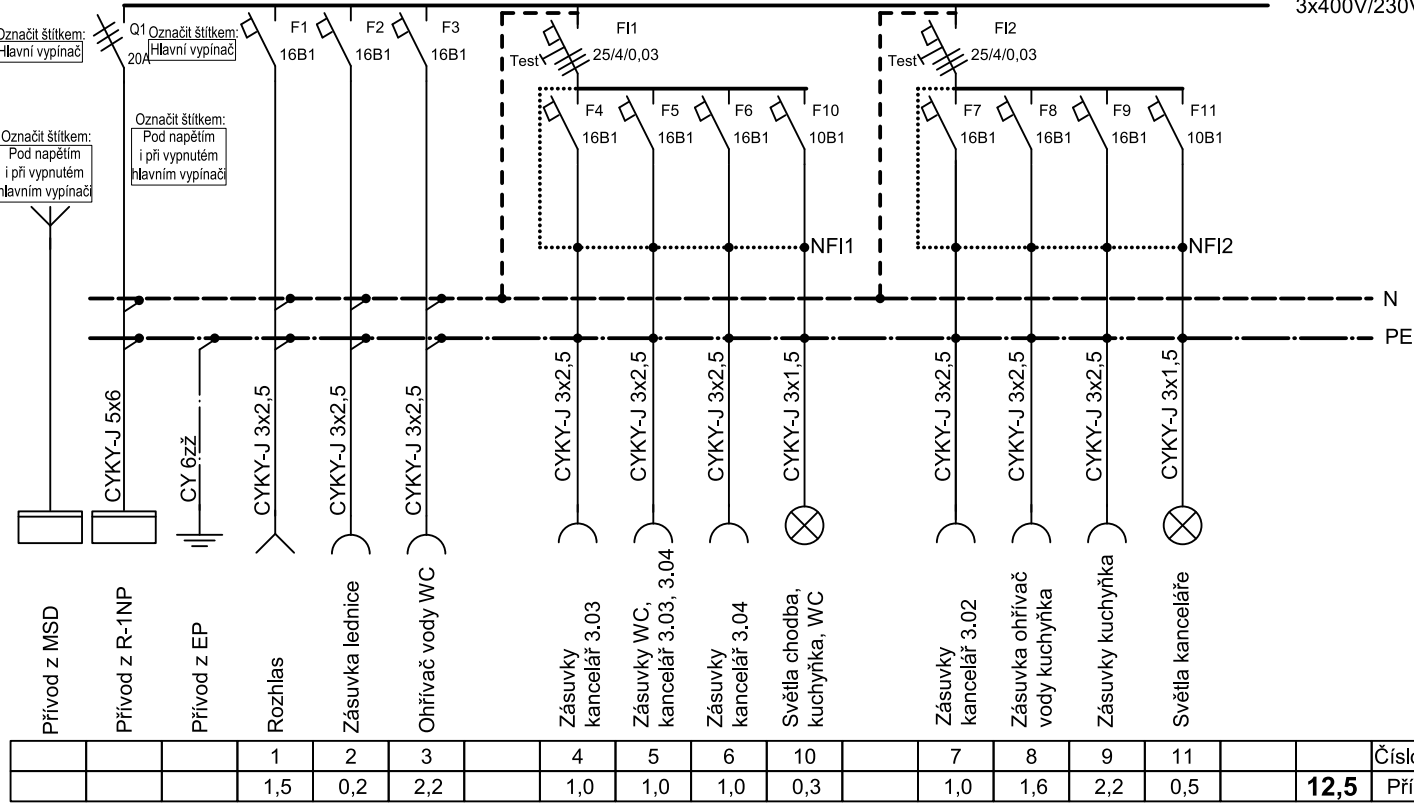 3x400V/230V
Označit štítkem:
Hlavní vypínač
Q1
20A
Označit štítkem:
Hlavní vypínač
F1
16B1
F2
16B1
F3
16B1
FI1
25/4/0,03
Test
FI2
25/4/0,03
Test
Označit štítkem:
Pod napětím
i při vypnutém
hlavním vypínači
Označit štítkem:
Pod napětím
i při vypnutém
hlavním vypínači
F4
16B1
F5
16B1
F6
16B1
F10
10B1
F7
16B1
F8
16B1
F9
16B1
F11
10B1
NFI1
NFI2
N
PE
CYKY-J 5x6
CY 6zž
CYKY-J 3x2,5
CYKY-J 3x2,5
CYKY-J 3x2,5
CYKY-J 3x2,5
CYKY-J 3x2,5
CYKY-J 3x2,5
CYKY-J 3x1,5
CYKY-J 3x2,5
CYKY-J 3x2,5
CYKY-J 3x2,5
CYKY-J 3x1,5
Přívod z MSD
Přívod z R-1NP
Přívod z EP
Rozhlas
Zásuvka lednice
Ohřívač vody WC
Zásuvky
kancelář 3.03
Zásuvky WC,
kancelář 3.03, 3.04
Zásuvky
kancelář 3.04
Světla chodba,
kuchyňka, WC
Zásuvky
kancelář 3.02
Zásuvka ohřívač
vody kuchyňka
Zásuvky kuchyňka
Světla kanceláře
1 2 3 4 5 6 10 7 8 9 11 Číslo
1,5 0,2 2,2 1,0 1,0 1,0 0,3 1,0 1,6 2,2 0,5 12,5 Pří